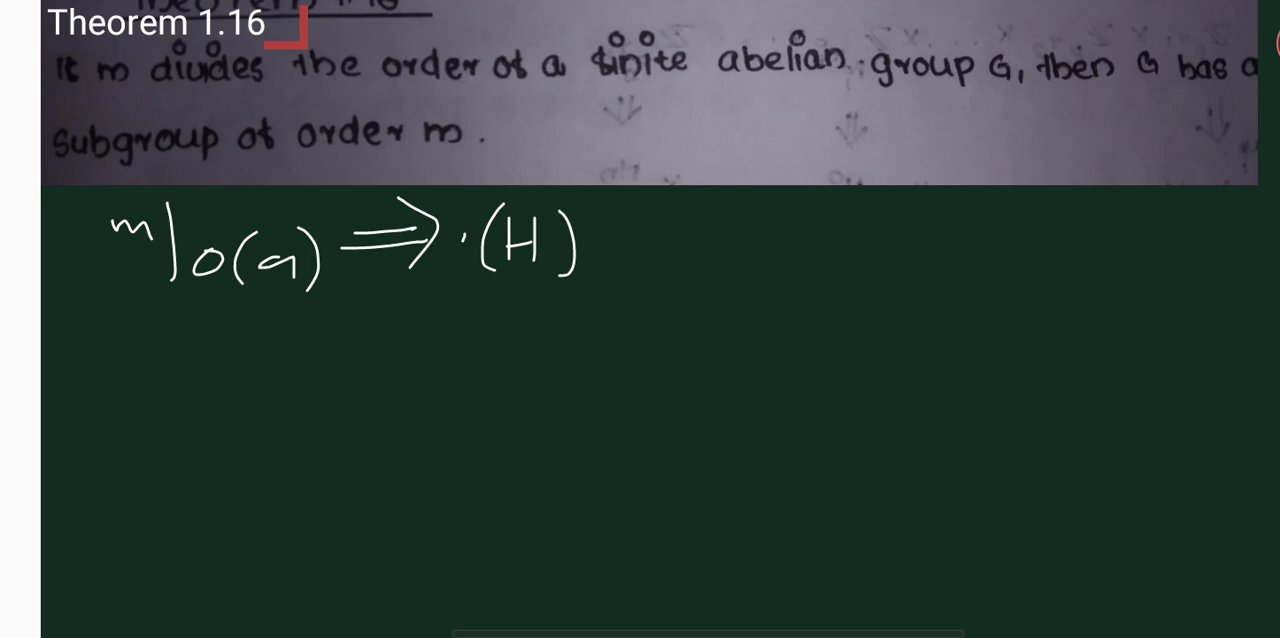 Theorem 1.16
If m divides the order of a finite abelian group G, then G has a
subgroup of order m.
m|o(G) ⟹ (H)